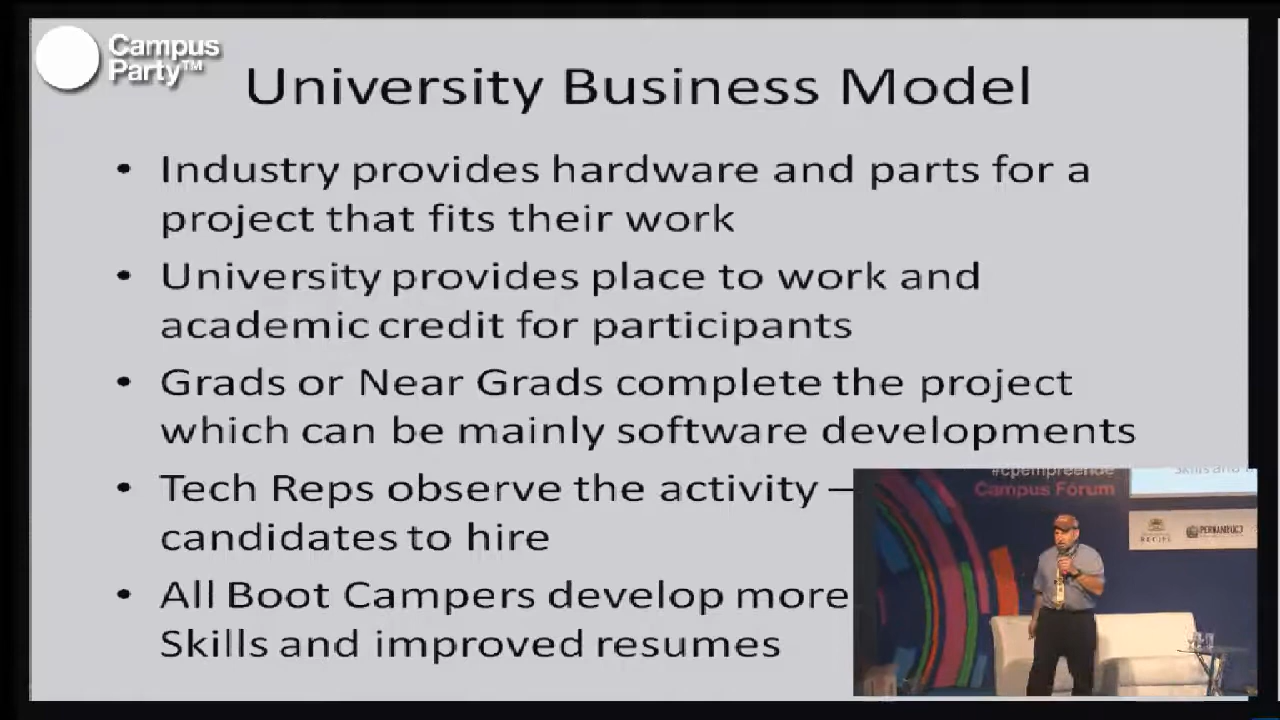 Campus
Party™
University Business Model
• Industry provides hardware and parts for a
project that fits their work
• University provides place to work and
academic credit for participants
• Grads or Near Grads complete the project
which can be mainly software developments
• Tech Reps observe the activity –
candidates to hire
• All Boot Campers develop more
Skills and improved resumes
#cpempreende
Campus Fórum
Skills and
RECIFE
PERNAMBUCO